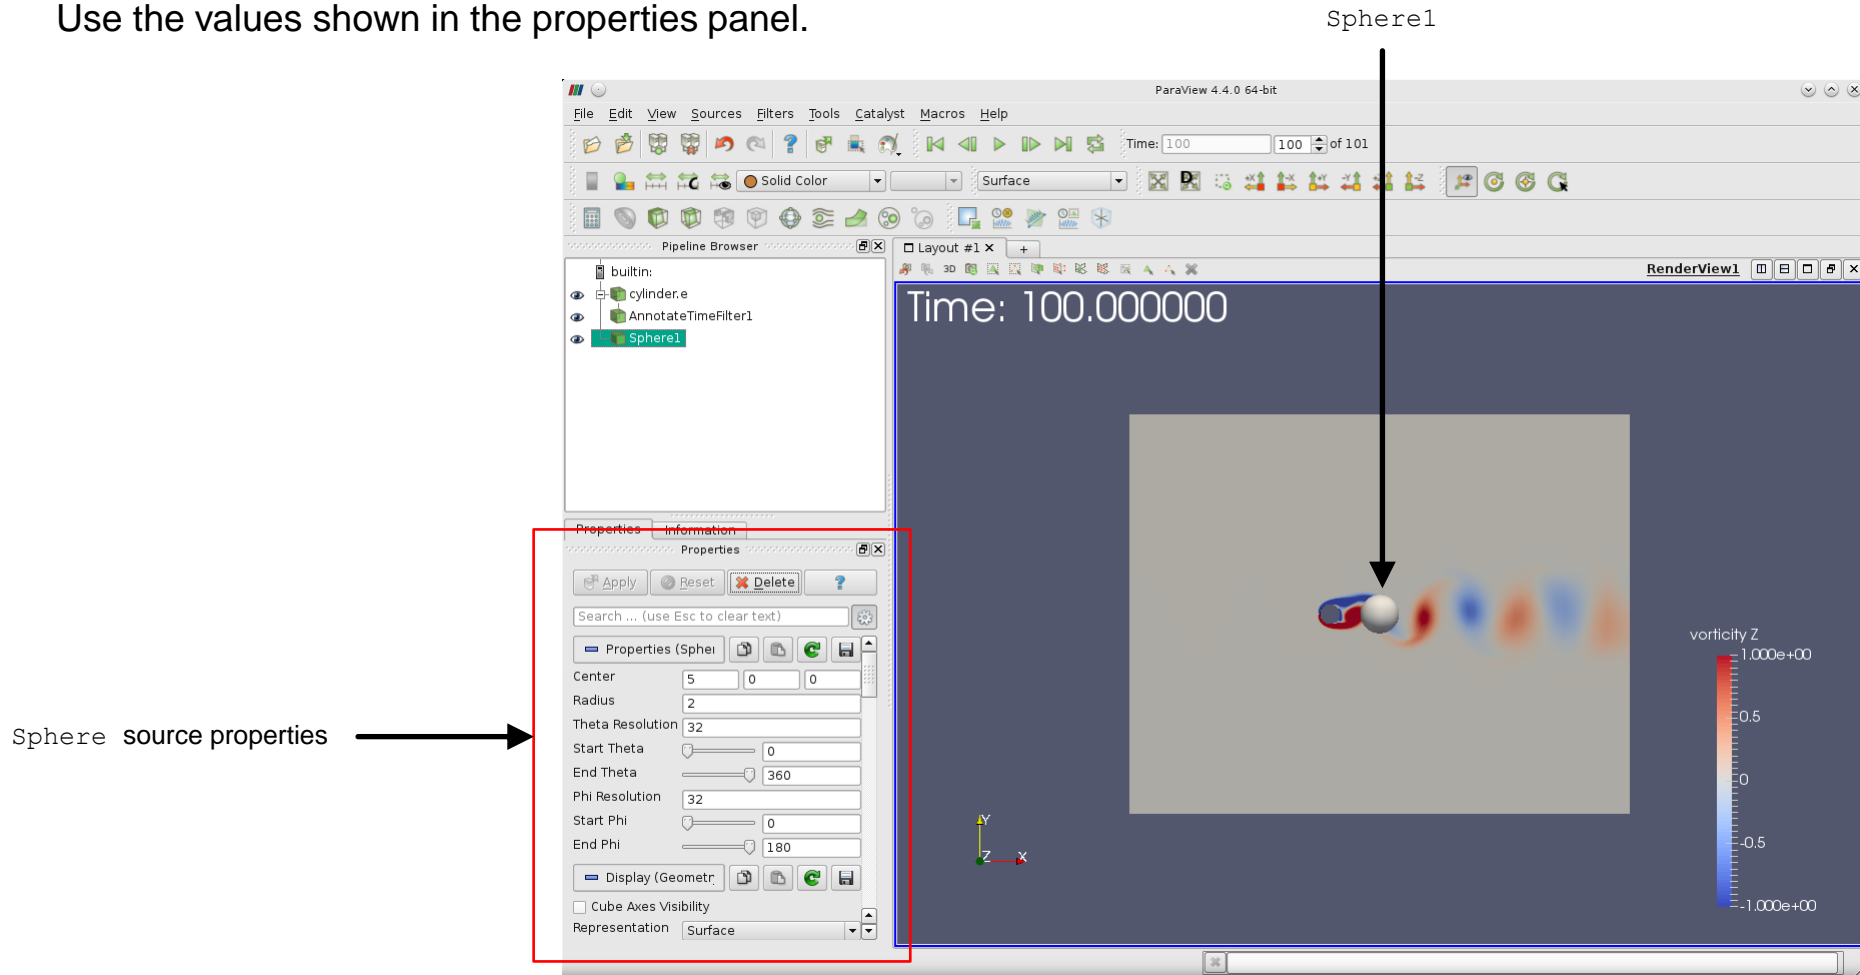 Use the values shown in the properties panel.
Sphere1
ParaView 4.4.0 64-bit
File Edit View Sources Filters Tools Catalyst Macros Help
Time: 100 100 of 101
Solid Color Surface
Pipeline Browser
Layout #1 +
builtin:
3D
RenderView1
cylinder.e
AnnotateTimeFilter1
Sphere1
Time: 100.000000
Properties Information
Properties
Apply Reset Delete ?
Search ... (use Esc to clear text)
Properties (Spher
Center 5 0 0
Radius 2
Theta Resolution 32
Start Theta 0
End Theta 360
Phi Resolution 32
Start Phi 0
End Phi 180
Display (Geometr
Cube Axes Visibility
Representation Surface
Sphere source properties
vorticity Z
1.000e+00
0.5
0
-0.5
-1.000e+00
Y
Z X